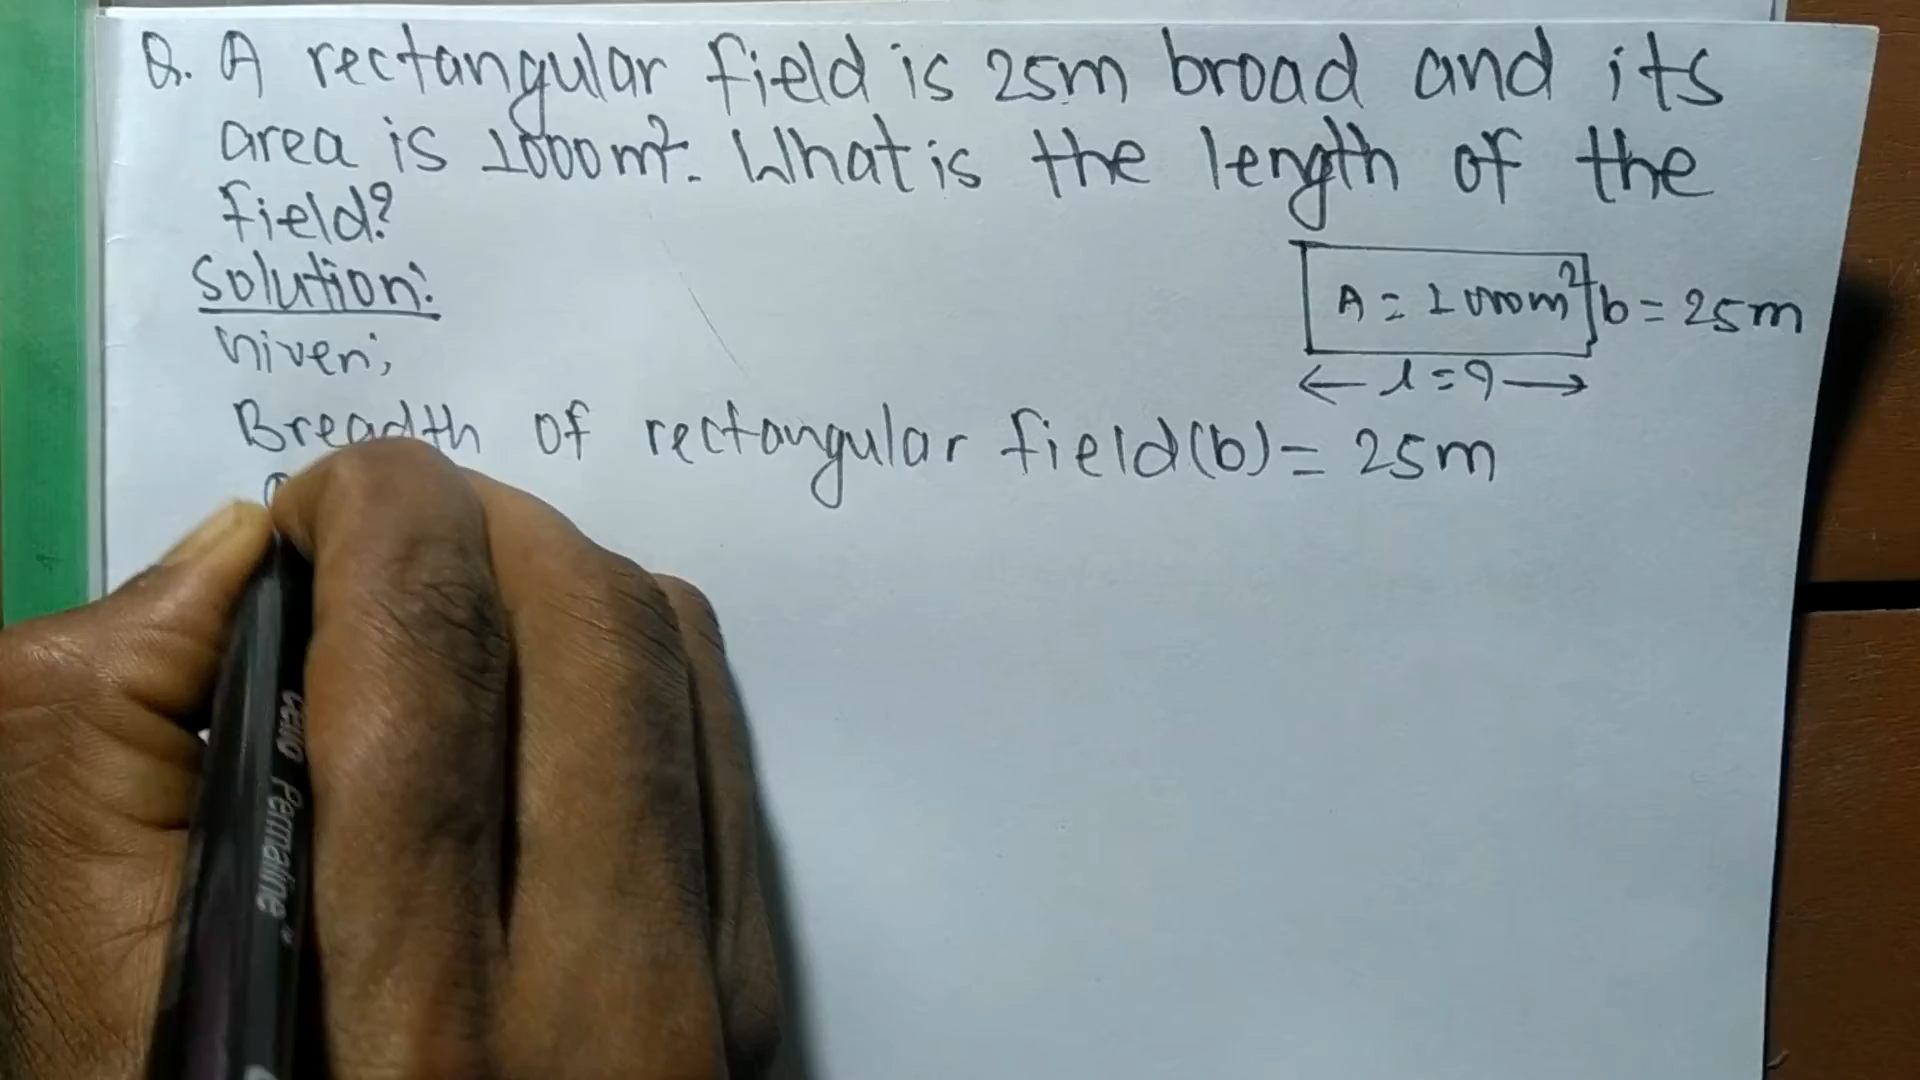 Q. A rectangular field is 25m broad and its
area is 1000m². What is the length of the
field?
Solution:
A = 1000m² b = 25m
Given,
← l = ? →
Breadth of rectangular field (b) = 25m
cello Permaline